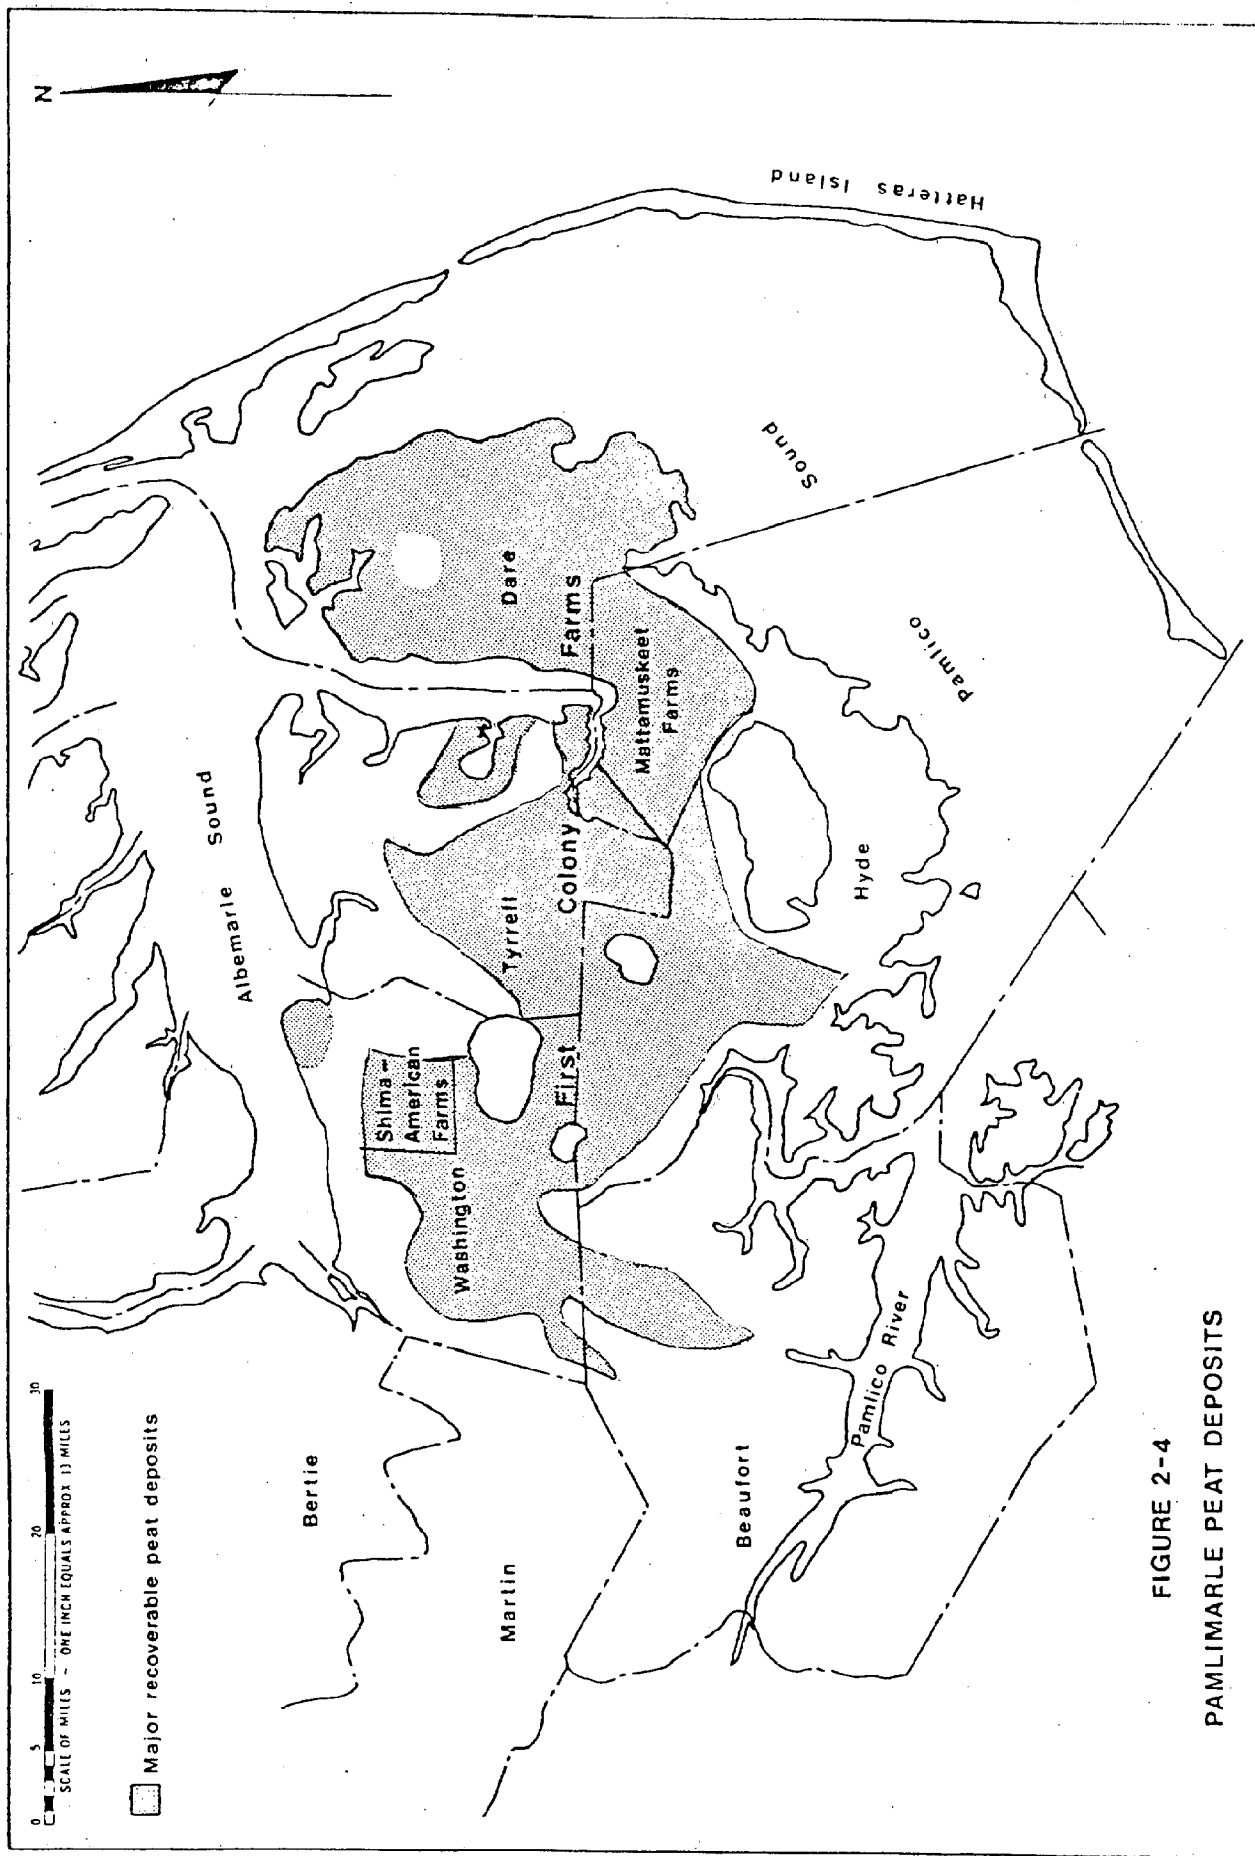 N
0 5 10 20 30
SCALE OF MILES - ONE INCH EQUALS APPROX 13 MILES
Major recoverable peat deposits
Albemarle Sound
Bertie
Martin
Washington
Shima-
American
Farms
Tyrrell
Dare
First Colony Farms
Mattamuskeet
Farms
Hyde
Beaufort
Pamlico River
Pamlico Sound
Hatteras Island
FIGURE 2-4
PAMLIMARLE PEAT DEPOSITS